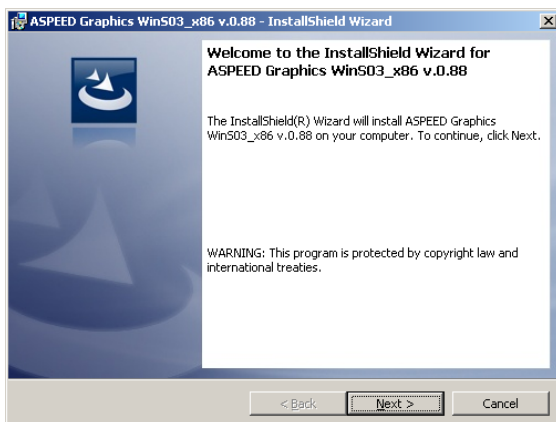 ASPEED Graphics WinS03_x86 v.0.88 - InstallShield Wizard
Welcome to the InstallShield Wizard for
ASPEED Graphics WinS03_x86 v.0.88
The InstallShield(R) Wizard will install ASPEED Graphics
WinS03_x86 v.0.88 on your computer. To continue, click Next.
WARNING: This program is protected by copyright law and
international treaties.
< Back Next > Cancel